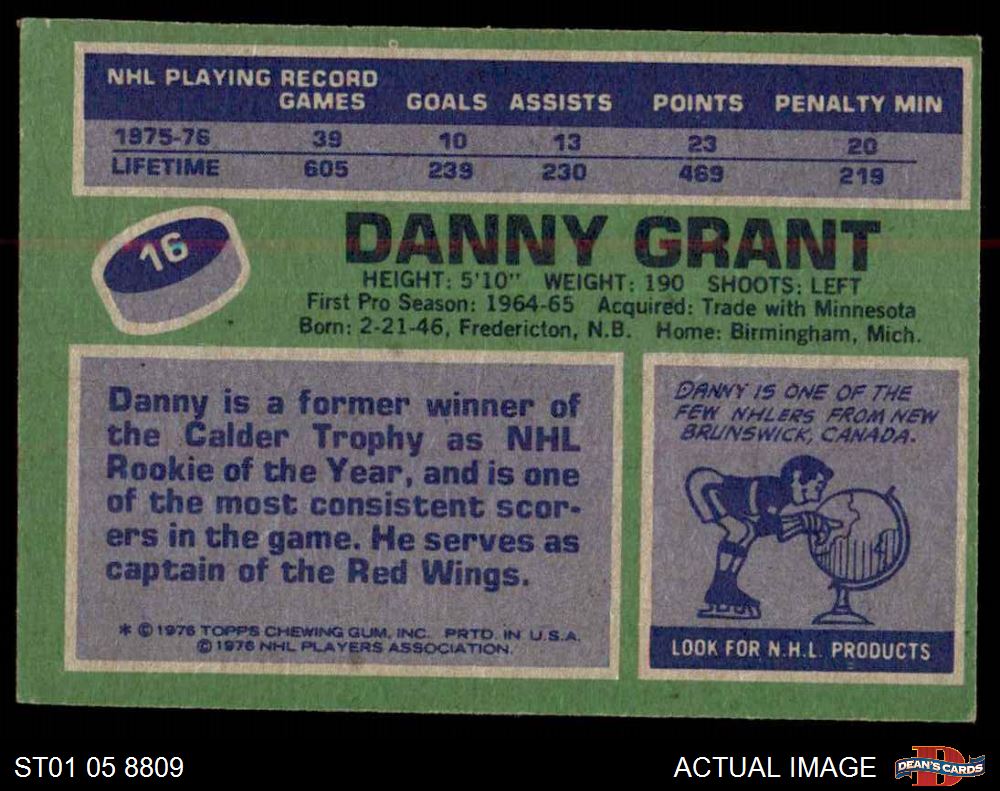 NHL PLAYING RECORD
GAMES GOALS ASSISTS POINTS PENALTY MIN
1975-76 39 10 13 23 20
LIFETIME 605 239 230 469 219
16
DANNY GRANT
HEIGHT: 5'10" WEIGHT: 190 SHOOTS: LEFT
First Pro Season: 1964-65 Acquired: Trade with Minnesota
Born: 2-21-46, Fredericton, N.B. Home: Birmingham, Mich.
Danny is a former winner of
the Calder Trophy as NHL
Rookie of the Year, and is one
of the most consistent scor-
ers in the game. He serves as
captain of the Red Wings.
* © 1976 TOPPS CHEWING GUM, INC. PRTD. IN U.S.A.
© 1976 NHL PLAYERS ASSOCIATION.
DANNY IS ONE OF THE
FEW NHLERS FROM NEW
BRUNSWICK, CANADA.
LOOK FOR N.H.L. PRODUCTS
ST01 05 8809 ACTUAL IMAGE
DEAN'S CARDS